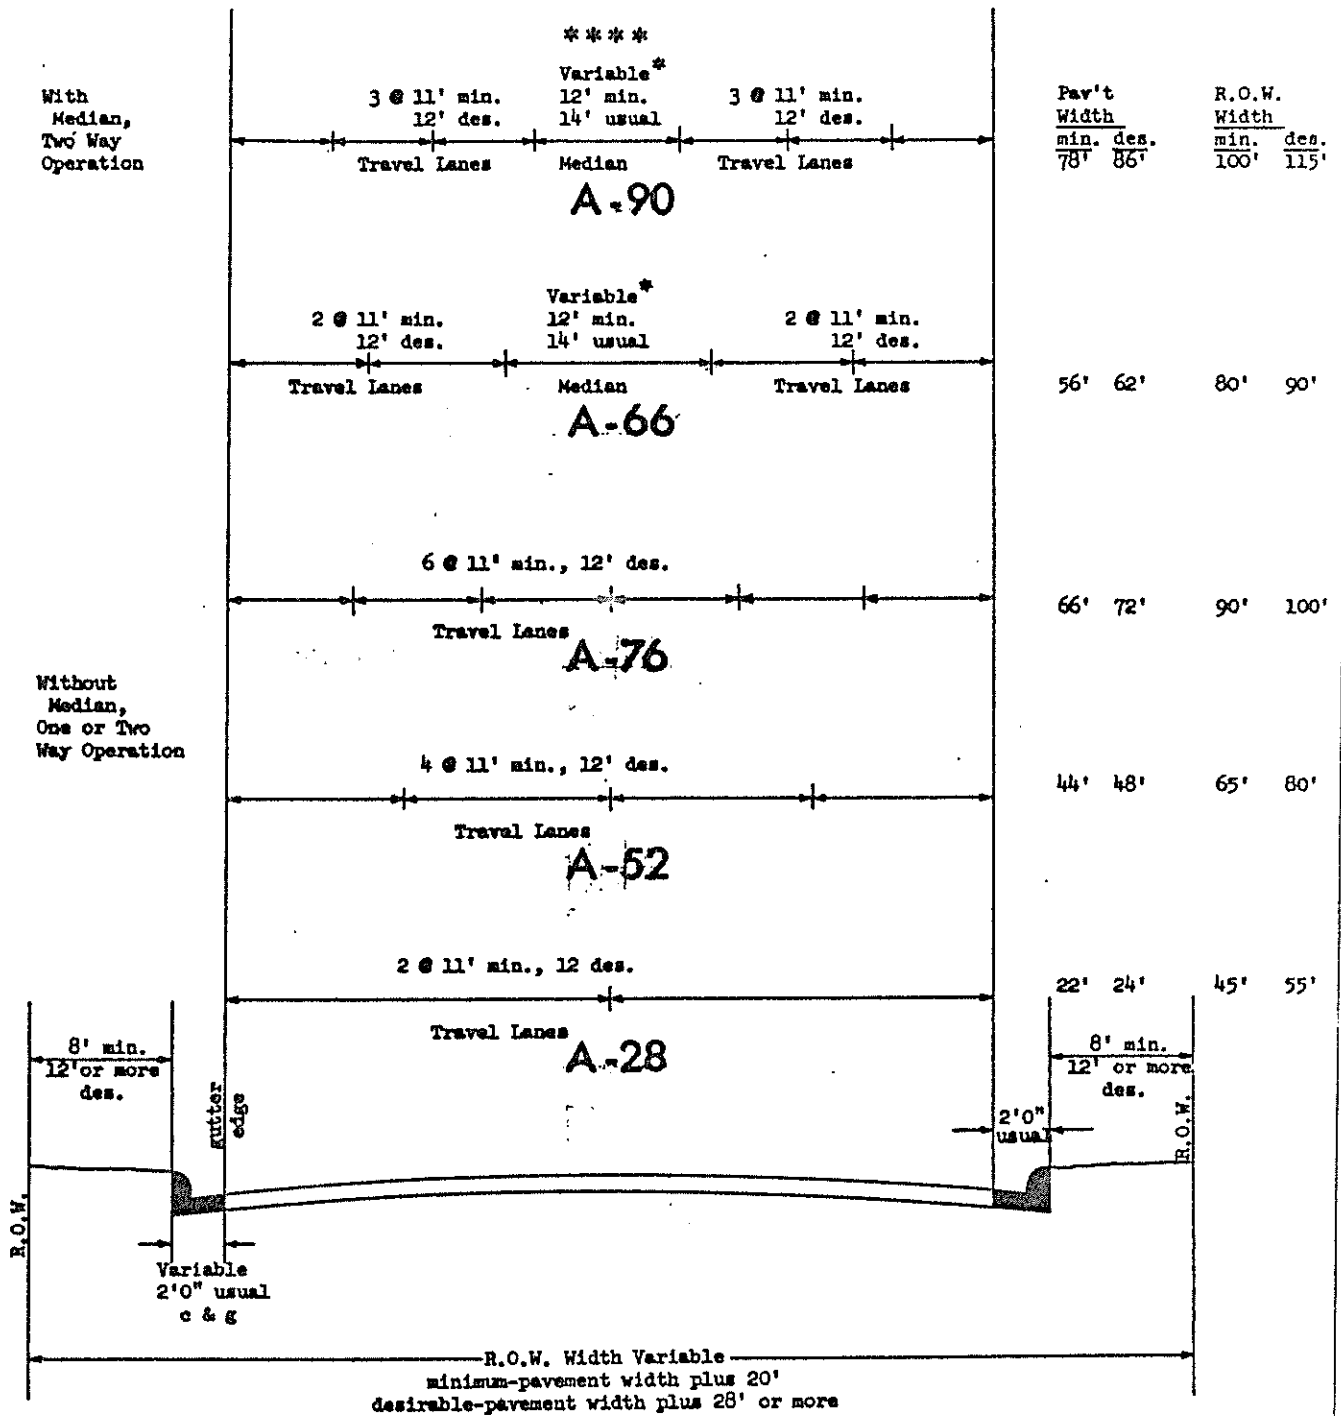 ****
With
Median,
Two Way
Operation
3 @ 11' min.
12' des.
Variable*
12' min.
14' usual
3 @ 11' min.
12' des.
Travel Lanes
Median
Travel Lanes
A-90
Pav't
Width
min. des.
78' 86'
R.O.W.
Width
min. des.
100' 115'
2 @ 11' min.
12' des.
Variable*
12' min.
14' usual
2 @ 11' min.
12' des.
Travel Lanes
Median
Travel Lanes
A-66
56' 62' 80' 90'
6 @ 11' min., 12' des.
Travel Lanes
A-76
66' 72' 90' 100'
Without
Median,
One or Two
Way Operation
4 @ 11' min., 12' des.
Travel Lanes
A-52
44' 48' 65' 80'
2 @ 11' min., 12 des.
Travel Lanes
A-28
22' 24' 45' 55'
8' min.
12' or more
des.
gutter
edge
2'0"
usual
8' min.
12' or more
des.
R.O.W.
R.O.W.
Variable
2'0" usual
c & g
R.O.W. Width Variable
minimum-pavement width plus 20'
desirable-pavement width plus 28' or more